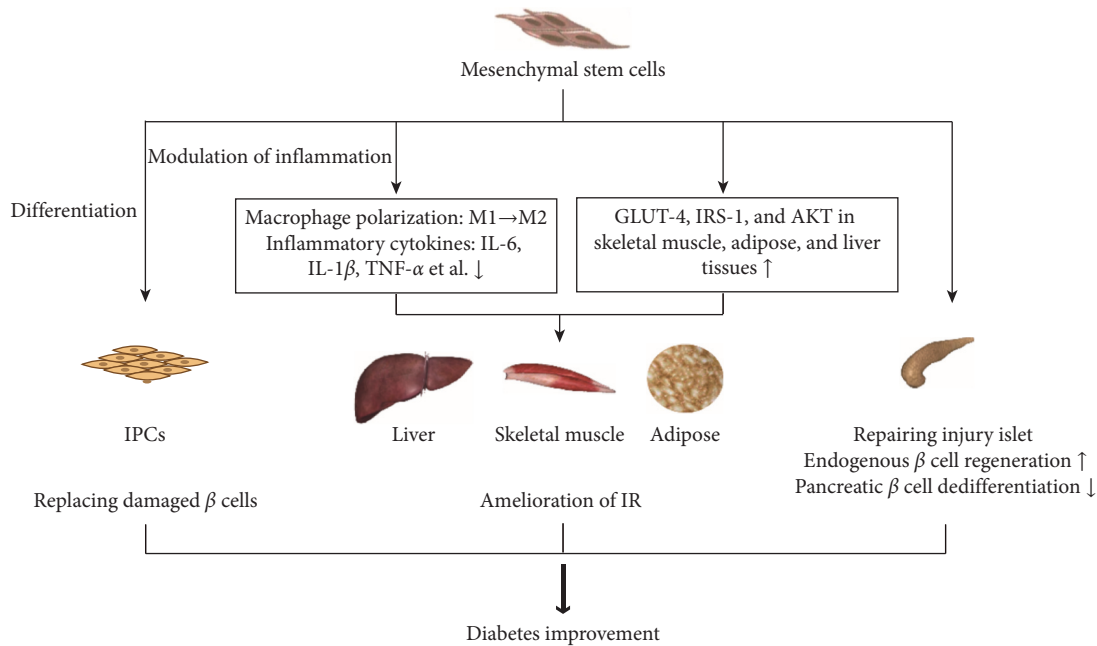 Mesenchymal stem cells
Modulation of inflammation
Differentiation
Macrophage polarization: M1→M2
Inflammatory cytokines: IL-6,
IL-1β, TNF-α et al. ↓
GLUT-4, IRS-1, and AKT in
skeletal muscle, adipose, and liver
tissues ↑
IPCs
Liver
Skeletal muscle
Adipose
Repairing injury islet
Endogenous β cell regeneration ↑
Pancreatic β cell dedifferentiation ↓
Replacing damaged β cells
Amelioration of IR
Diabetes improvement